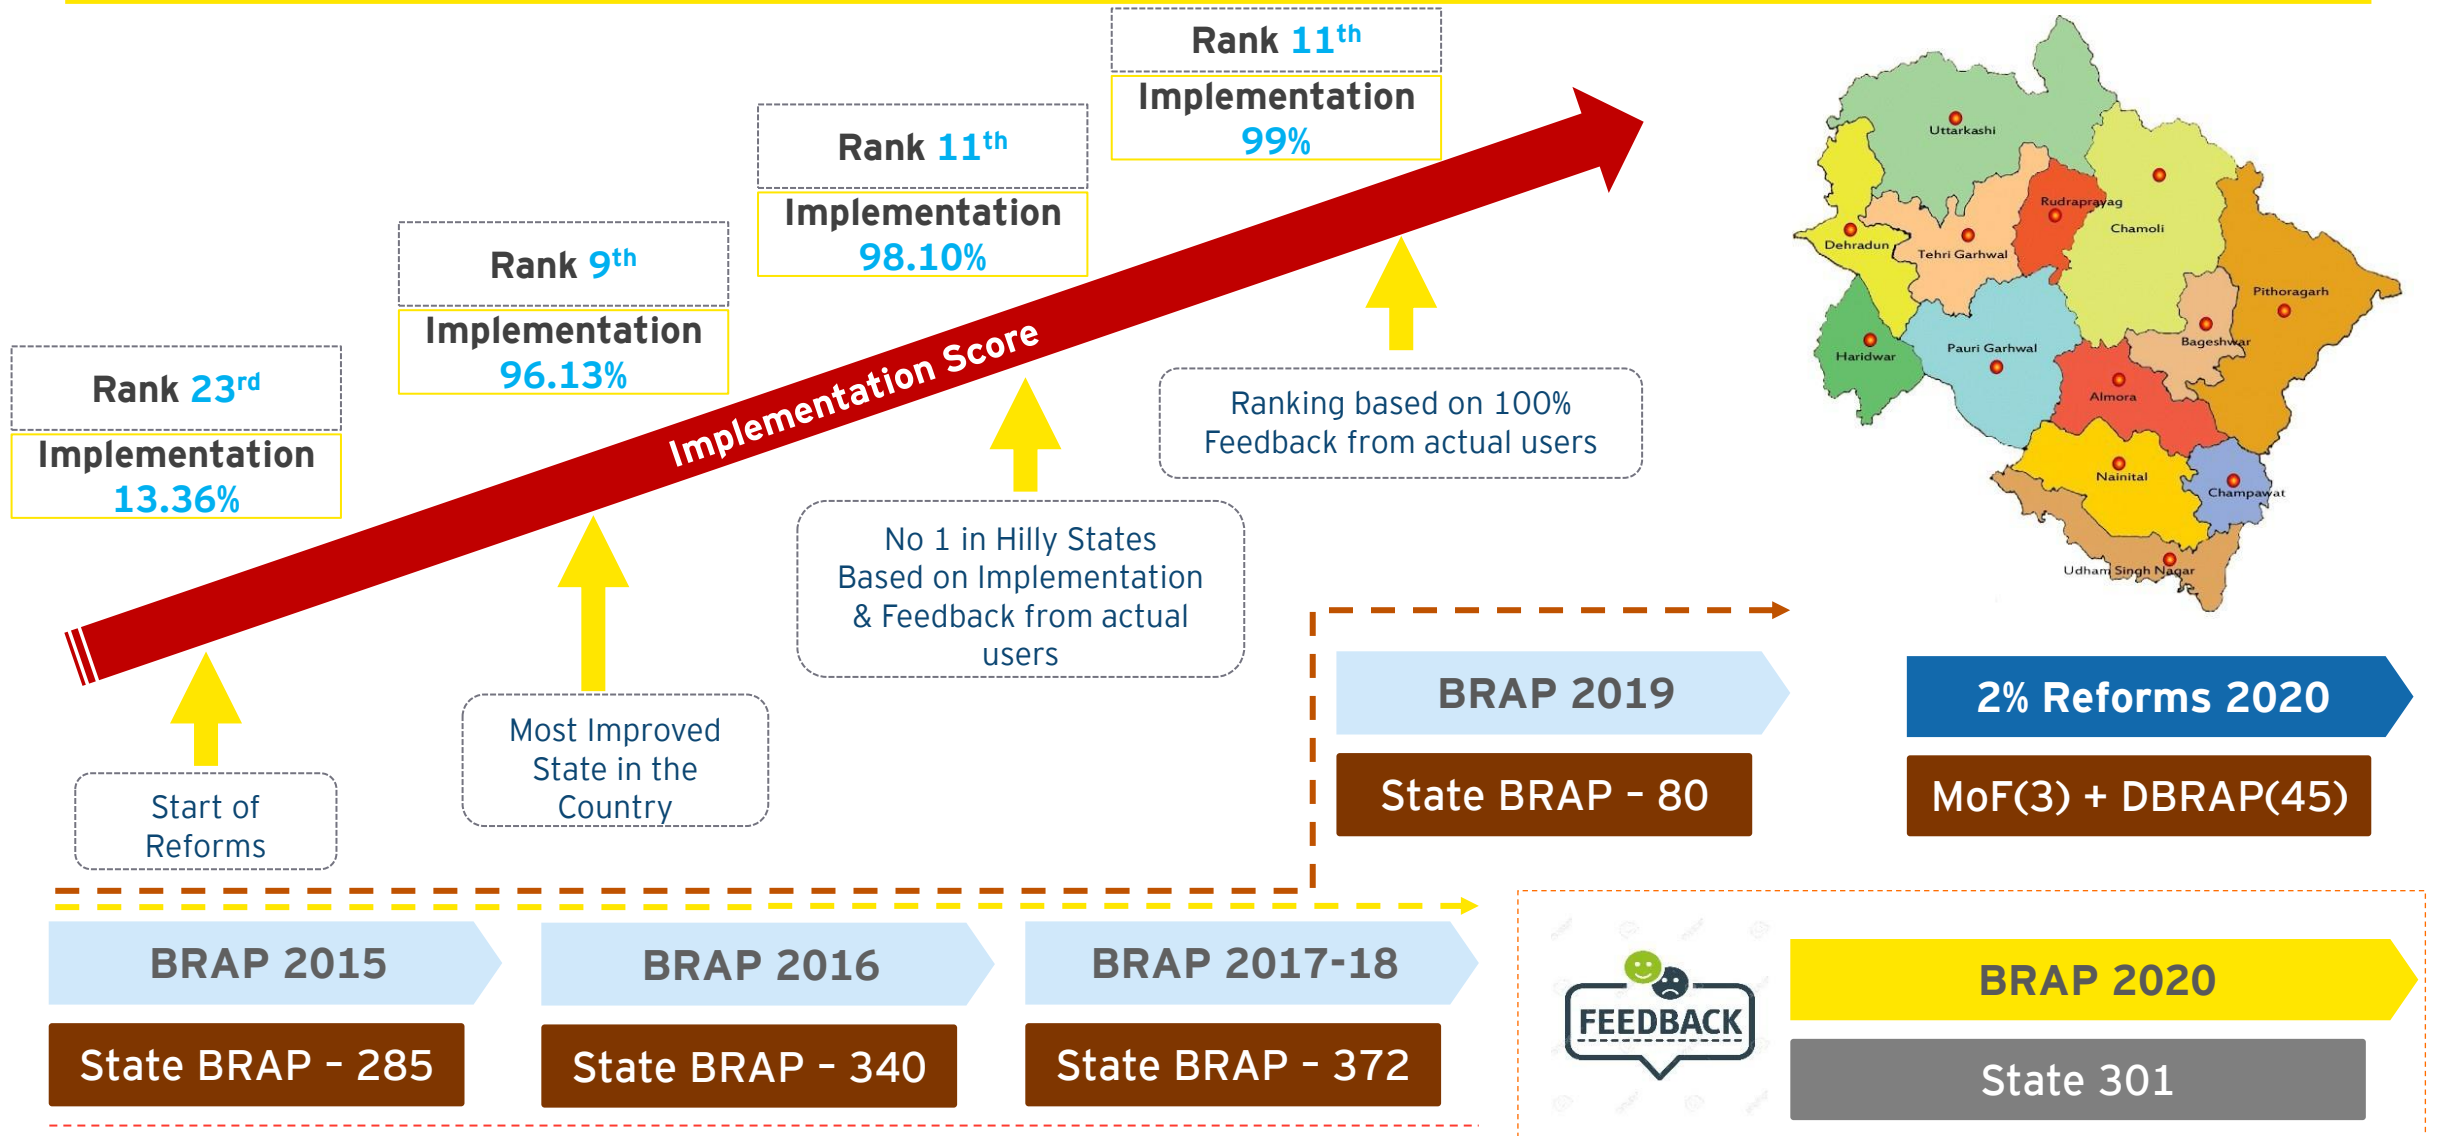 Rank 11th
Implementation
99%
Rank 11th
Implementation
98.10%
Rank 9th
Implementation
96.13%
Rank 23rd
Implementation
13.36%
Implementation Score
Start of
Reforms
Most Improved
State in the
Country
No 1 in Hilly States
Based on Implementation
& Feedback from actual
users
Ranking based on 100%
Feedback from actual users
Uttarkashi
Rudraprayag
Chamoli
Dehradun
Tehri Garhwal
Pithoragarh
Haridwar
Pauri Garhwal
Bageshwar
Almora
Nainital
Champawat
Udham Singh Nagar
BRAP 2019
State BRAP – 80
2% Reforms 2020
MoF(3) + DBRAP(45)
BRAP 2015
State BRAP – 285
BRAP 2016
State BRAP – 340
BRAP 2017-18
State BRAP – 372
FEEDBACK
BRAP 2020
State 301